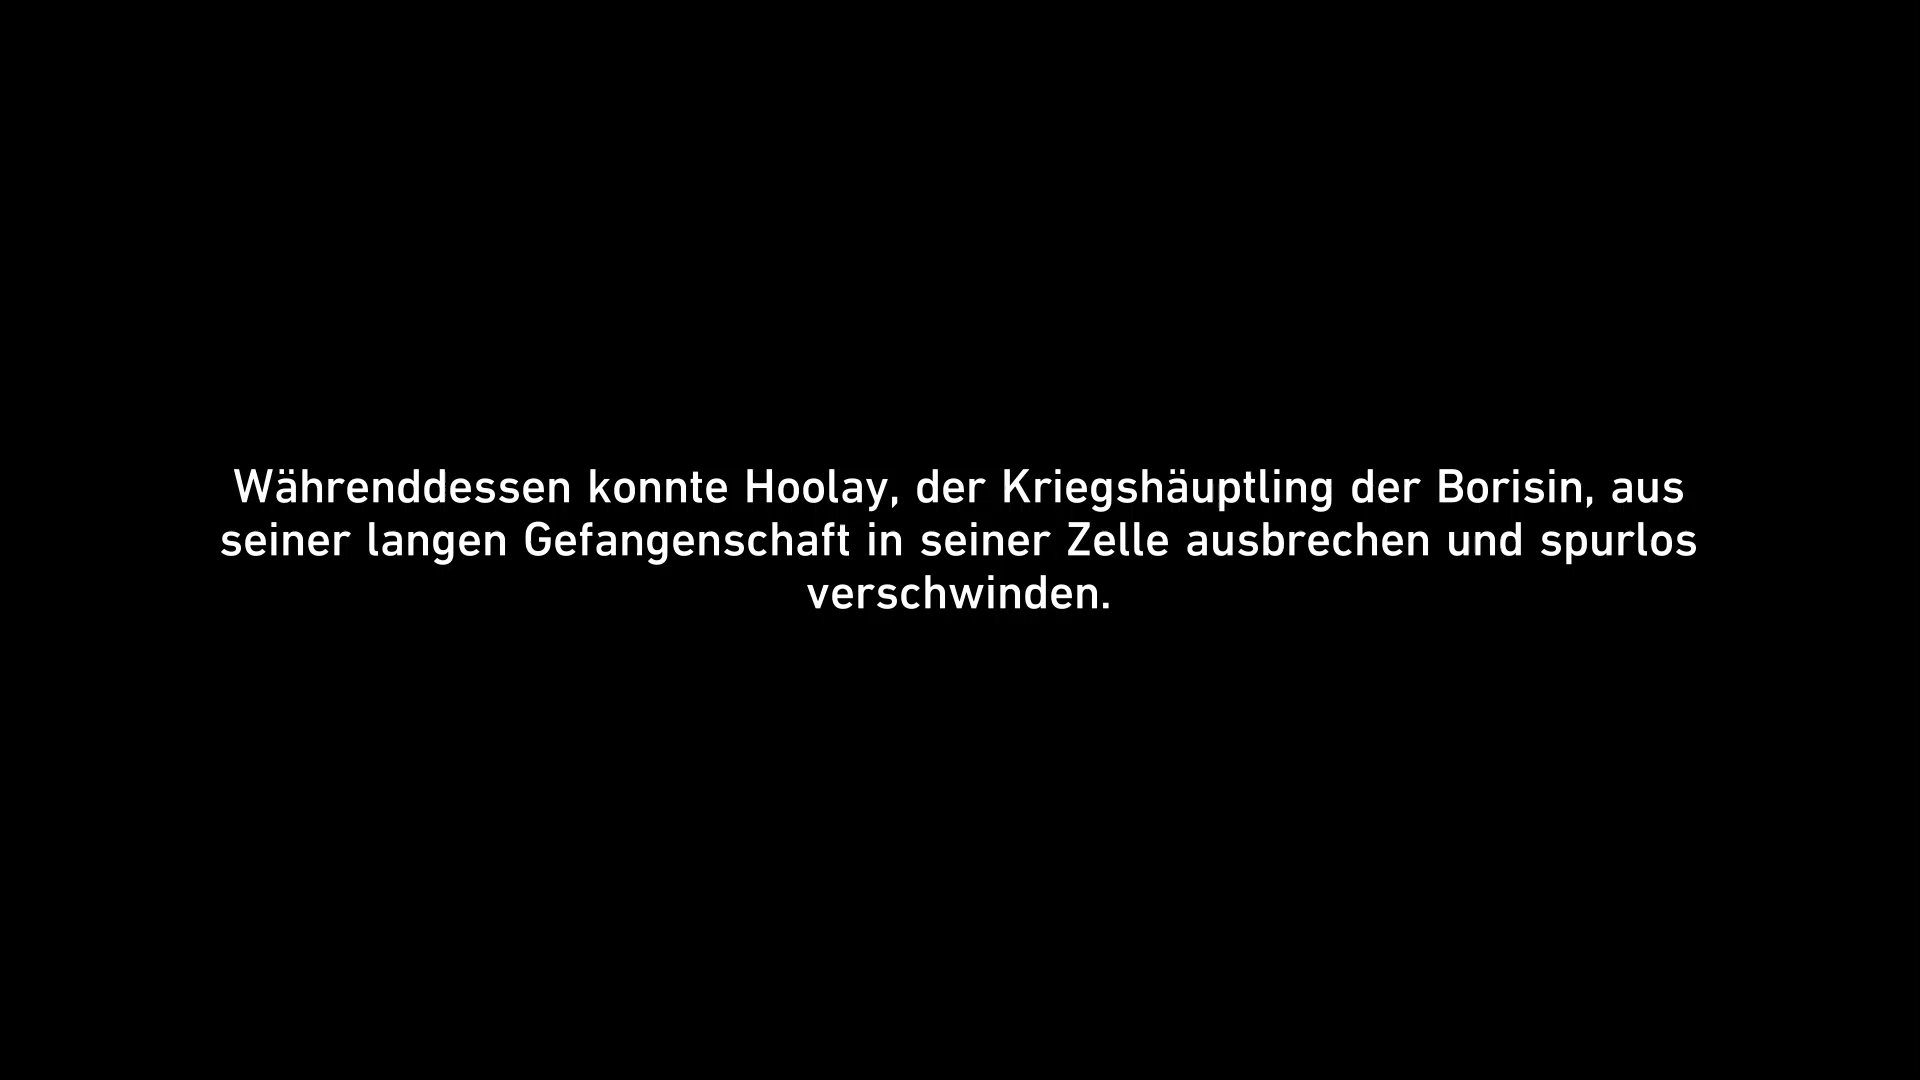 Währenddessen konnte Hoolay, der Kriegshäuptling der Borisin, aus
seiner langen Gefangenschaft in seiner Zelle ausbrechen und spurlos
verschwinden.